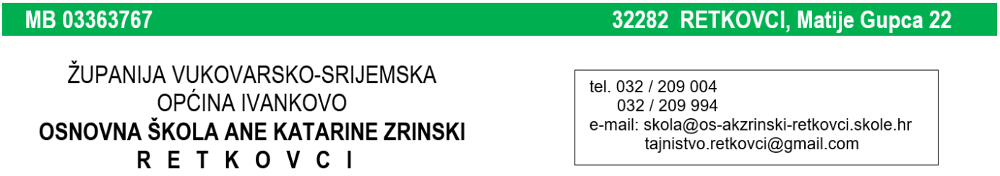 MB 03363767 32282 RETKOVCI, Matije Gupca 22
ŽUPANIJA VUKOVARSKO-SRIJEMSKA
OPĆINA IVANKOVO
OSNOVNA ŠKOLA ANE KATARINE ZRINSKI
R E T K O V C I
tel. 032 / 209 004
032 / 209 994
e-mail: skola@os-akzrinski-retkovci.skole.hr
tajnistvo.retkovci@gmail.com